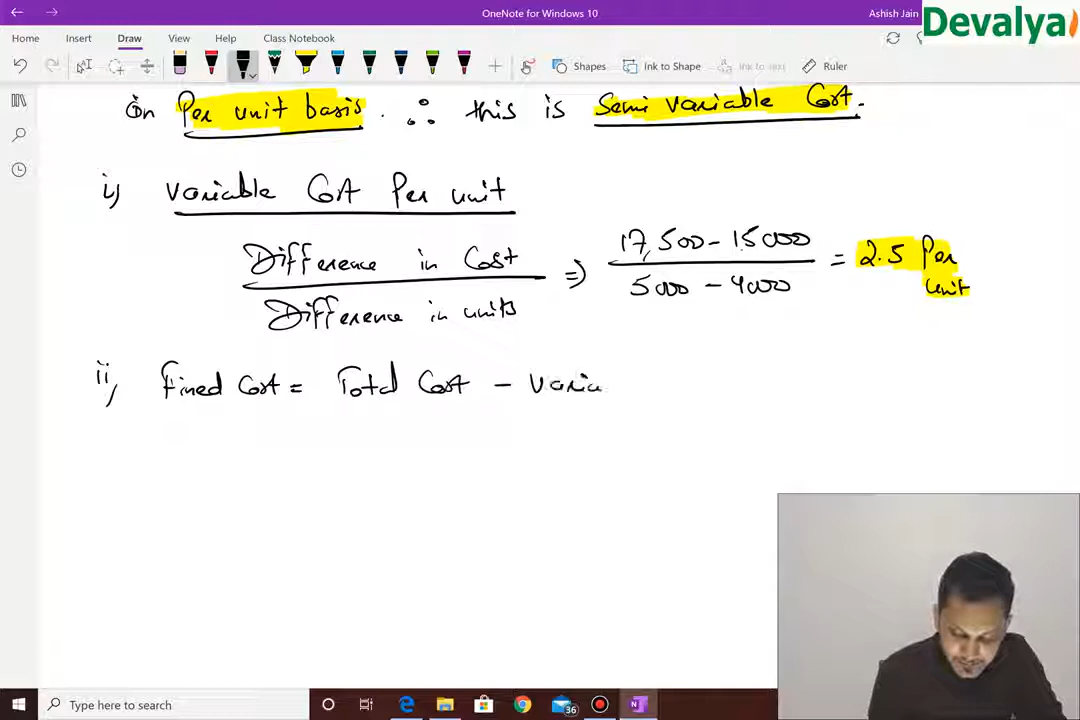 OneNote for Windows 10
Ashish Jain
Devalya
Home Insert Draw View Help Class Notebook
Shapes Ink to Shape Ink to Text Ruler
on Per unit basis. ∴ this is Semi variable Cost.
i) Variable Cost Per unit
Difference in Cost / Difference in units ⇒ 17,500 - 15000 / 5000 - 4000 = 2.5 Per unit
ii) Fixed Cost = Total Cost - Varia
Type here to search
36